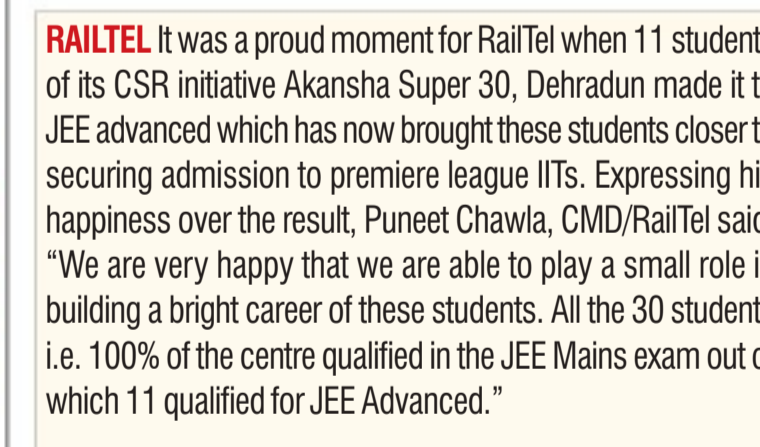 RAILTEL It was a proud moment for RailTel when 11 student
of its CSR initiative Akansha Super 30, Dehradun made it t
JEE advanced which has now brought these students closer t
securing admission to premiere league IITs. Expressing hi
happiness over the result, Puneet Chawla, CMD/RailTel said
“We are very happy that we are able to play a small role i
building a bright career of these students. All the 30 student
i.e. 100% of the centre qualified in the JEE Mains exam out o
which 11 qualified for JEE Advanced.”